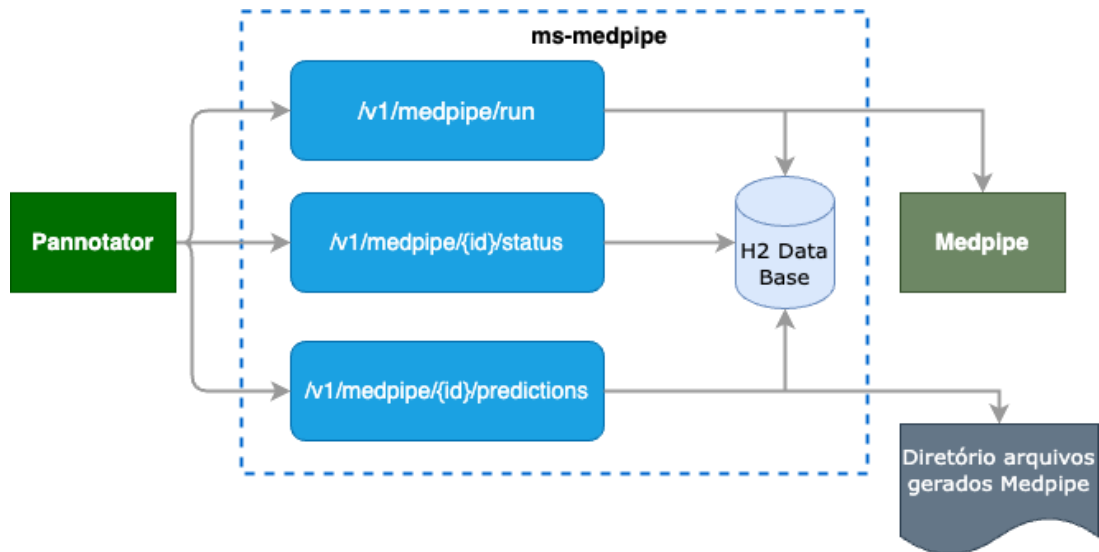 ms-medpipe
/v1/medpipe/run
Pannotator
/v1/medpipe/{id}/status
H2 Data
Base
Medpipe
/v1/medpipe/{id}/predictions
Diretório arquivos
gerados Medpipe